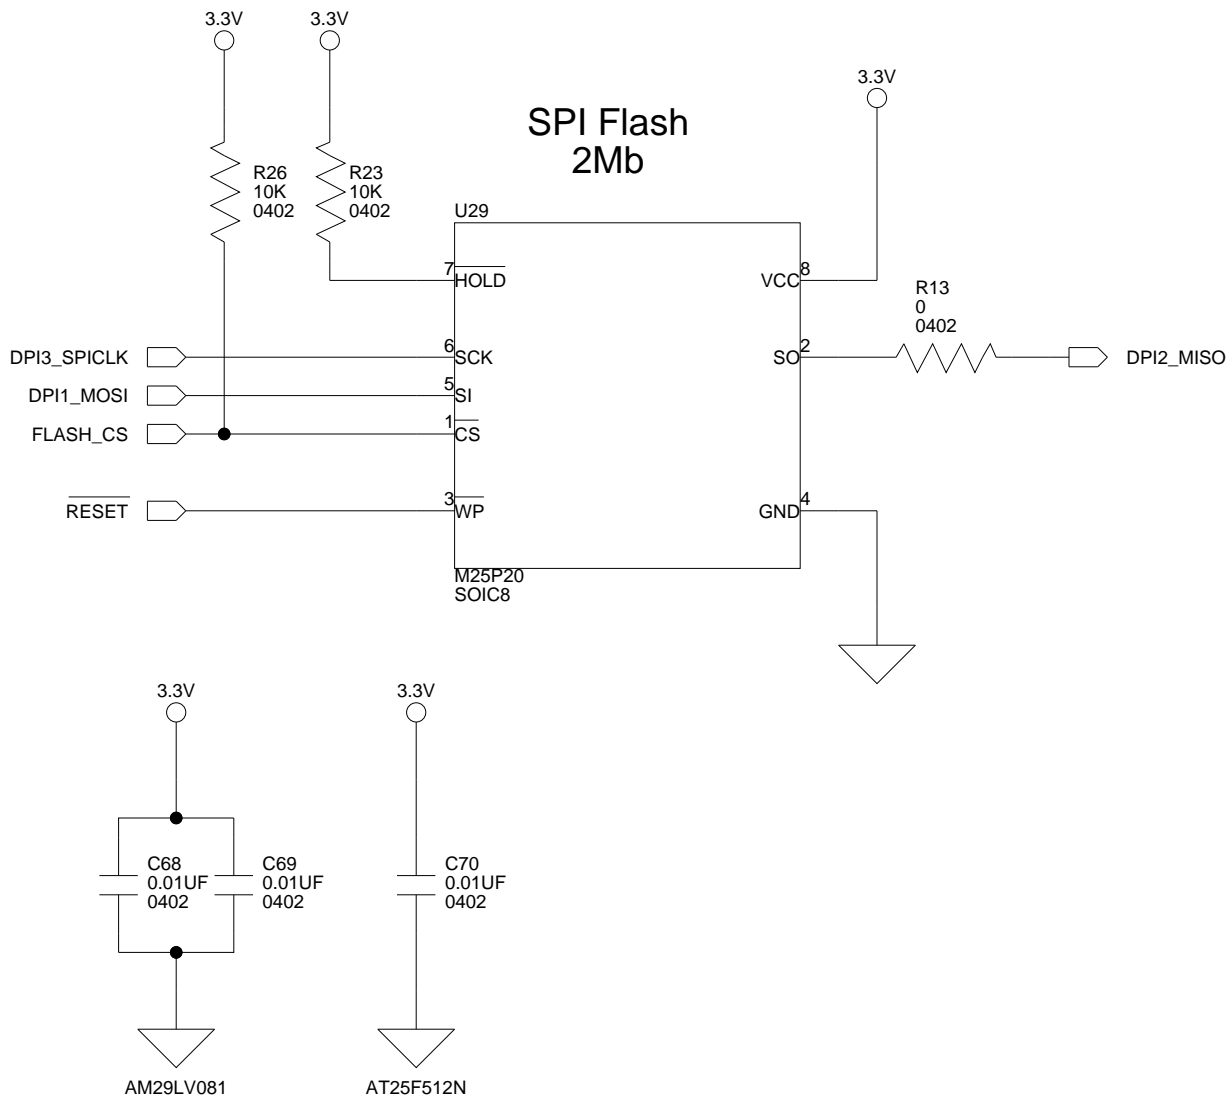 3.3V
3.3V
3.3V
SPI Flash
2Mb
R26
10K
0402
R23
10K
0402
U29
7
HOLD
VCC
8
R13
0
0402
DPI3_SPICLK
6
SCK
SO
2
DPI2_MISO
DPI1_MOSI
5
SI
FLASH_CS
1
CS
RESET
3
WP
GND
4
M25P20
SOIC8
3.3V
3.3V
C68
0.01UF
0402
C69
0.01UF
0402
C70
0.01UF
0402
AM29LV081
AT25F512N